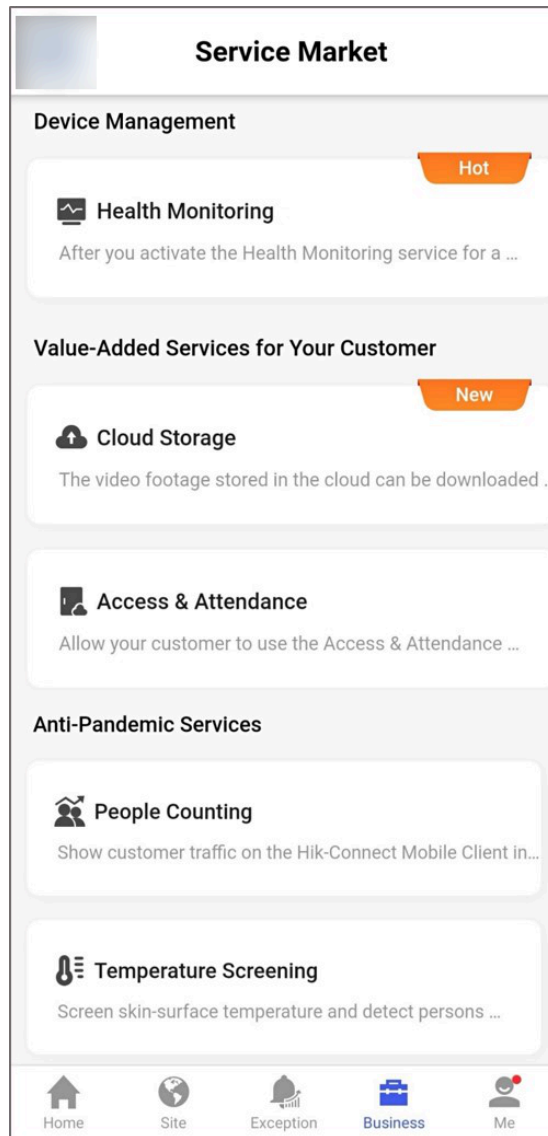 Service Market
Device Management
Hot
Health Monitoring
After you activate the Health Monitoring service for a ...
Value-Added Services for Your Customer
New
Cloud Storage
The video footage stored in the cloud can be downloaded .
Access & Attendance
Allow your customer to use the Access & Attendance ...
Anti-Pandemic Services
People Counting
Show customer traffic on the Hik-Connect Mobile Client in...
Temperature Screening
Screen skin-surface temperature and detect persons ...
Home Site Exception Business Me